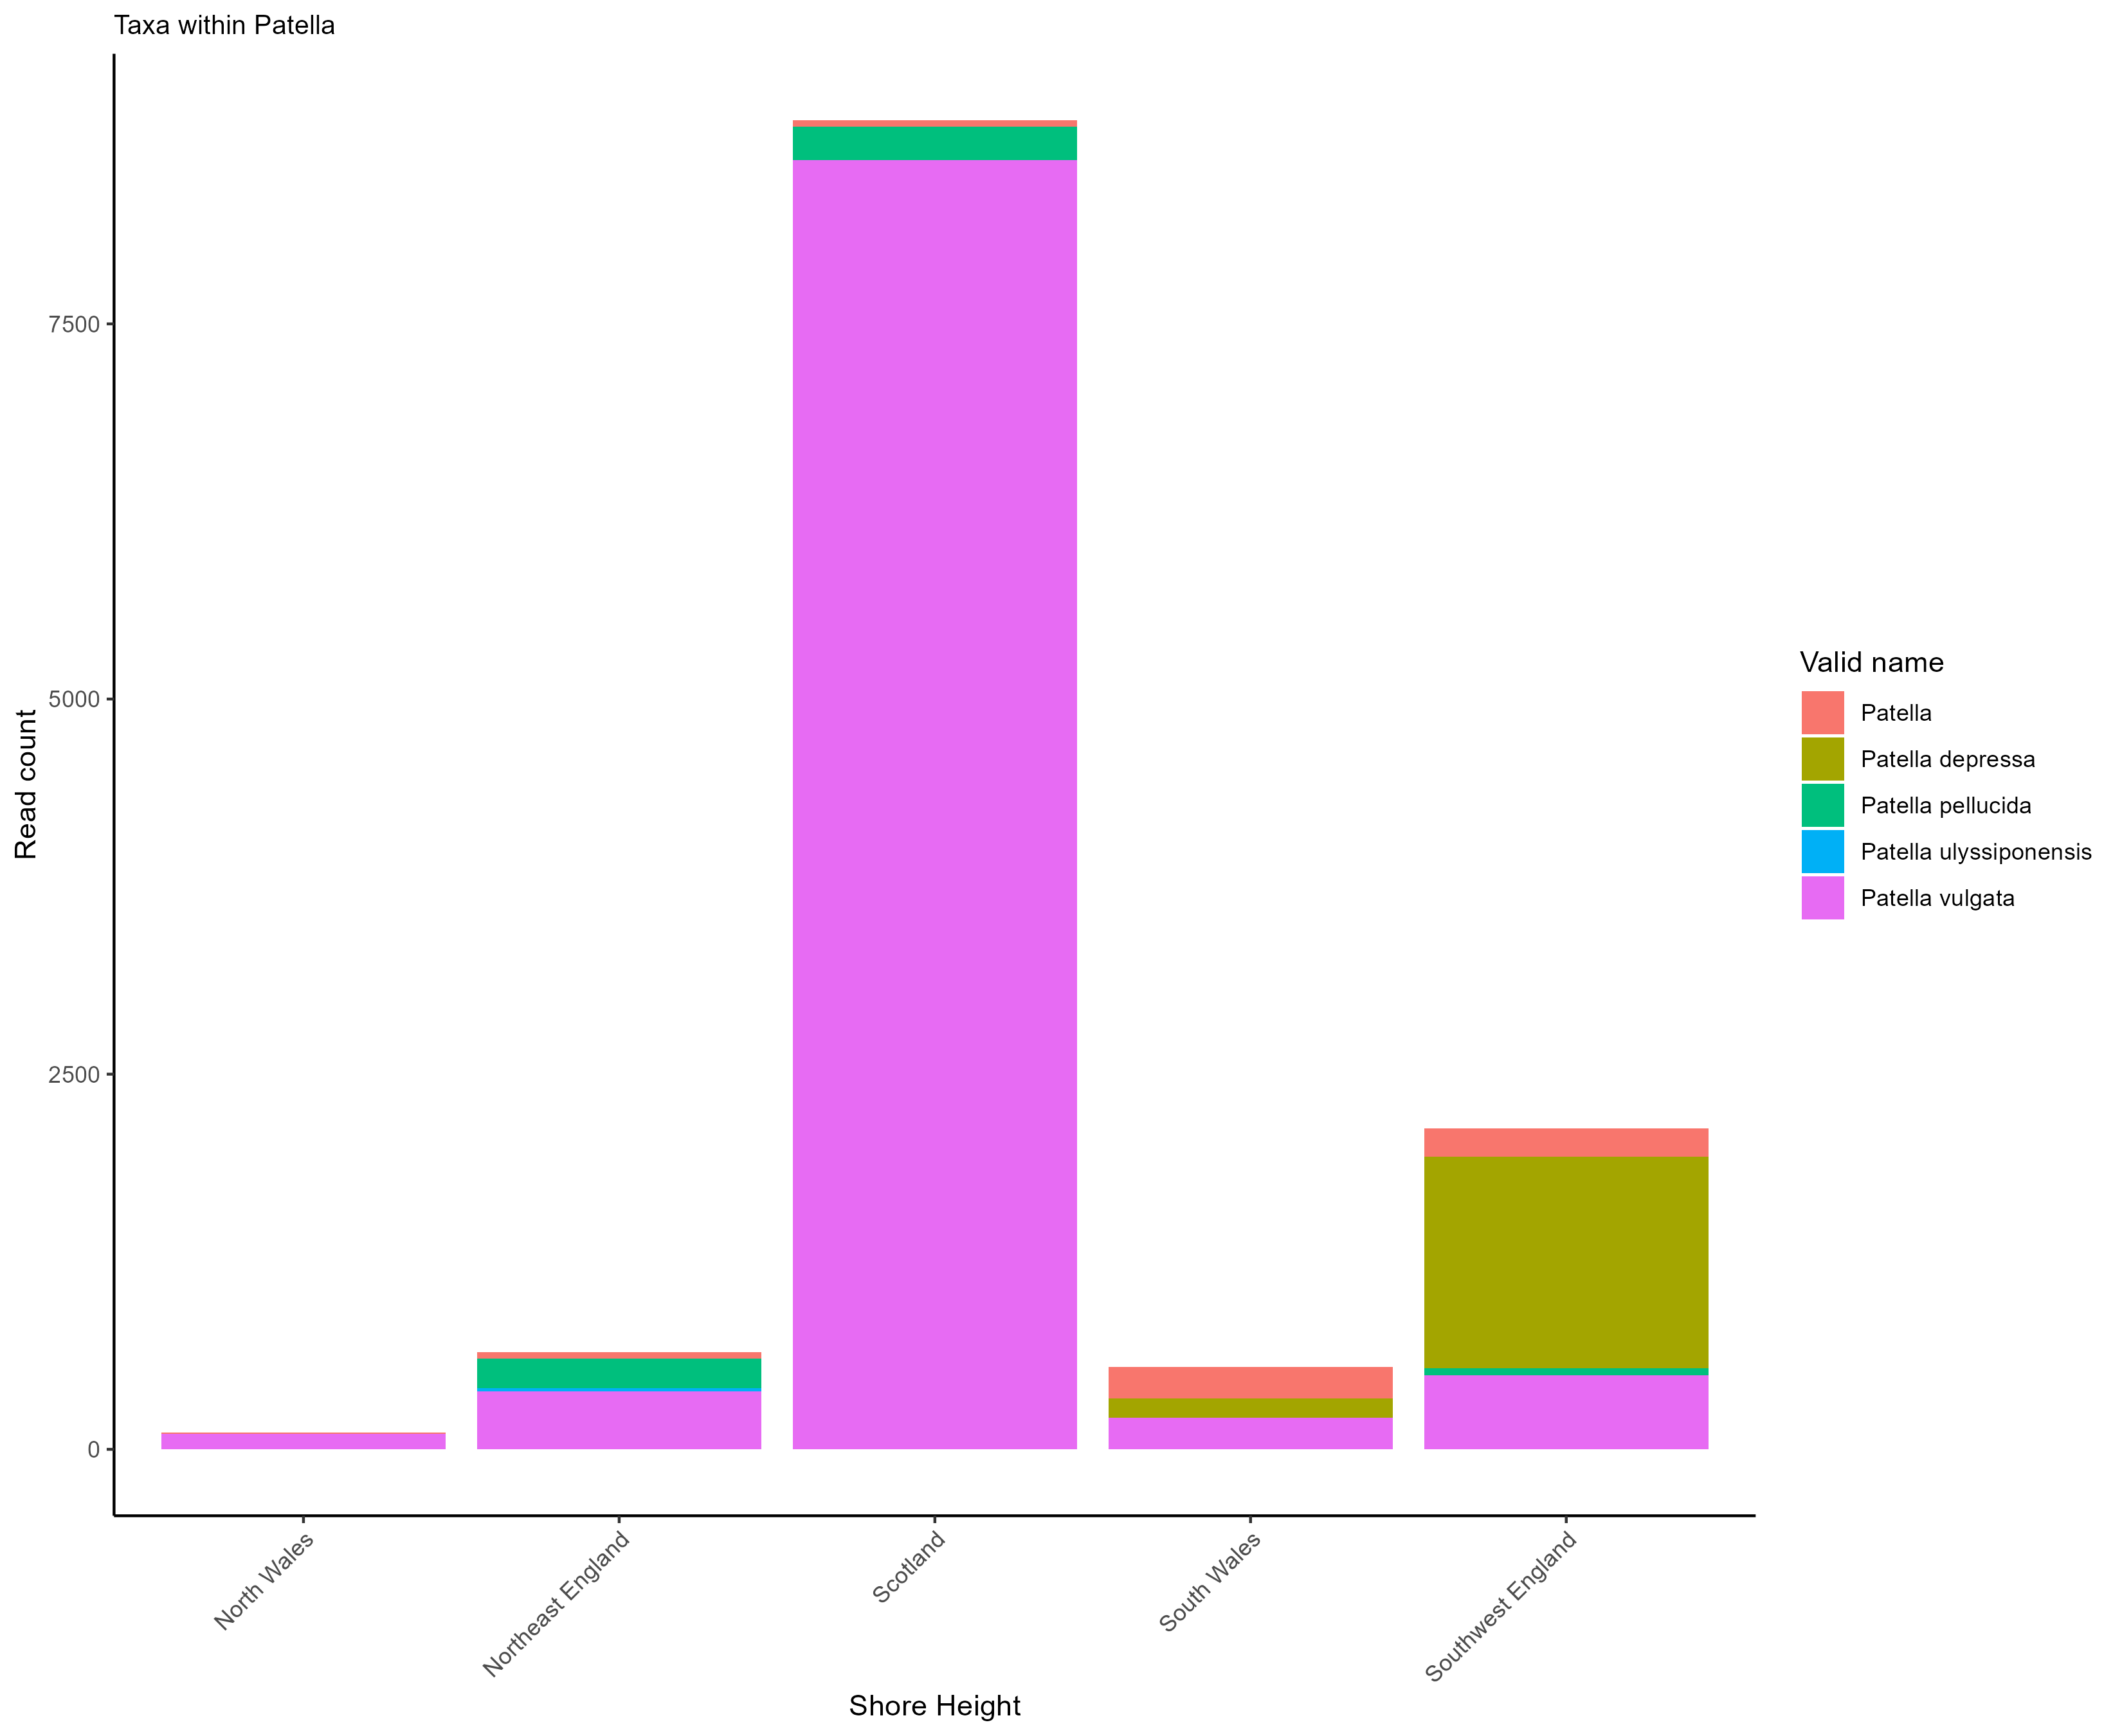 Taxa within Patella
Read count
7500
5000
2500
0
North Wales
Northeast England
Scotland
South Wales
Southwest England
Shore Height
Valid name
Patella
Patella depressa
Patella pellucida
Patella ulyssiponensis
Patella vulgata